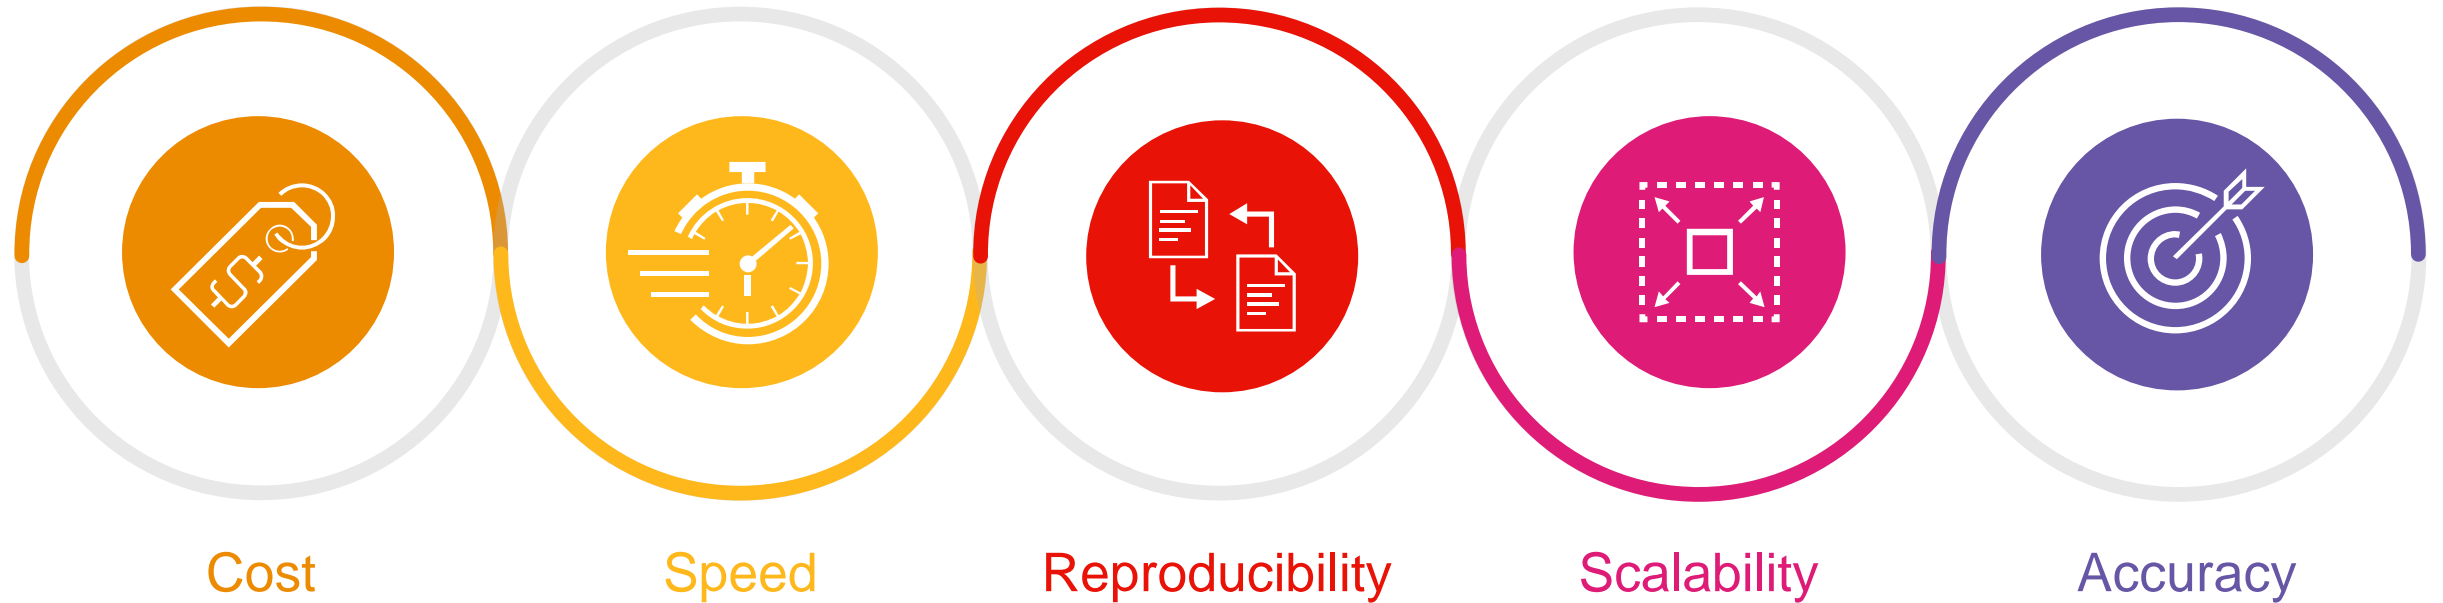 Cost
Speed
Reproducibility
Scalability
Accuracy